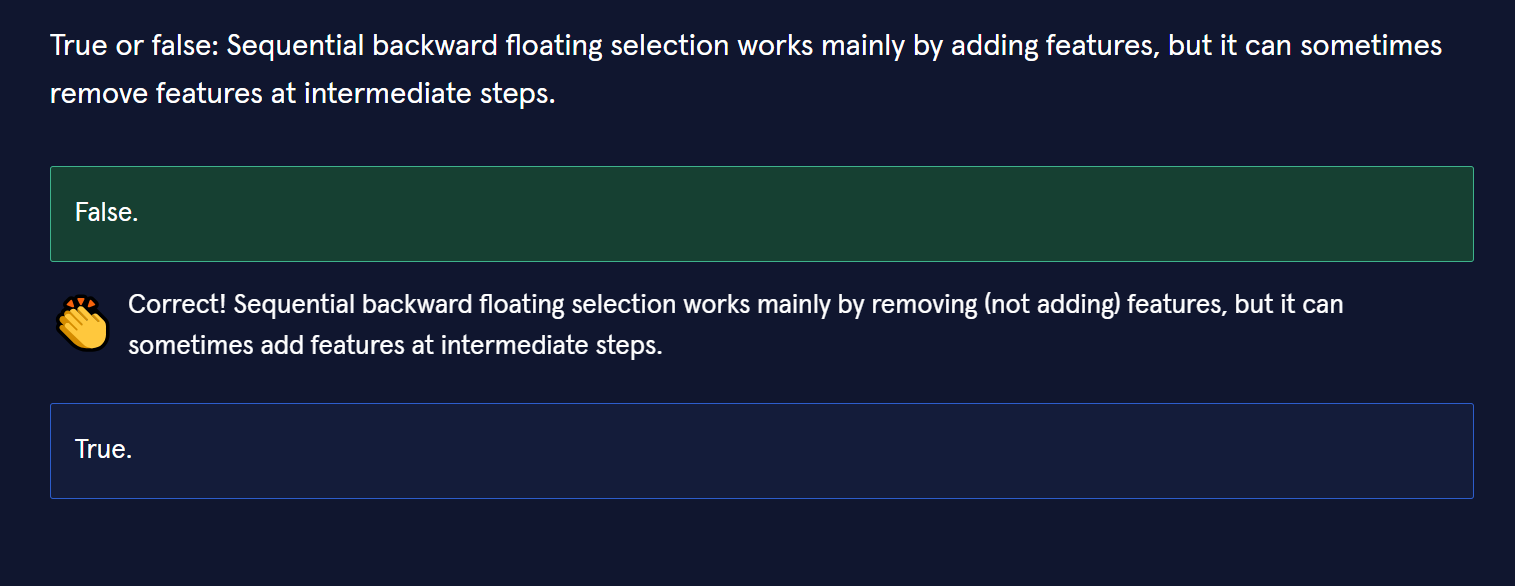 True or false: Sequential backward floating selection works mainly by adding features, but it can sometimes
remove features at intermediate steps.
False.
Correct! Sequential backward floating selection works mainly by removing (not adding) features, but it can
sometimes add features at intermediate steps.
True.